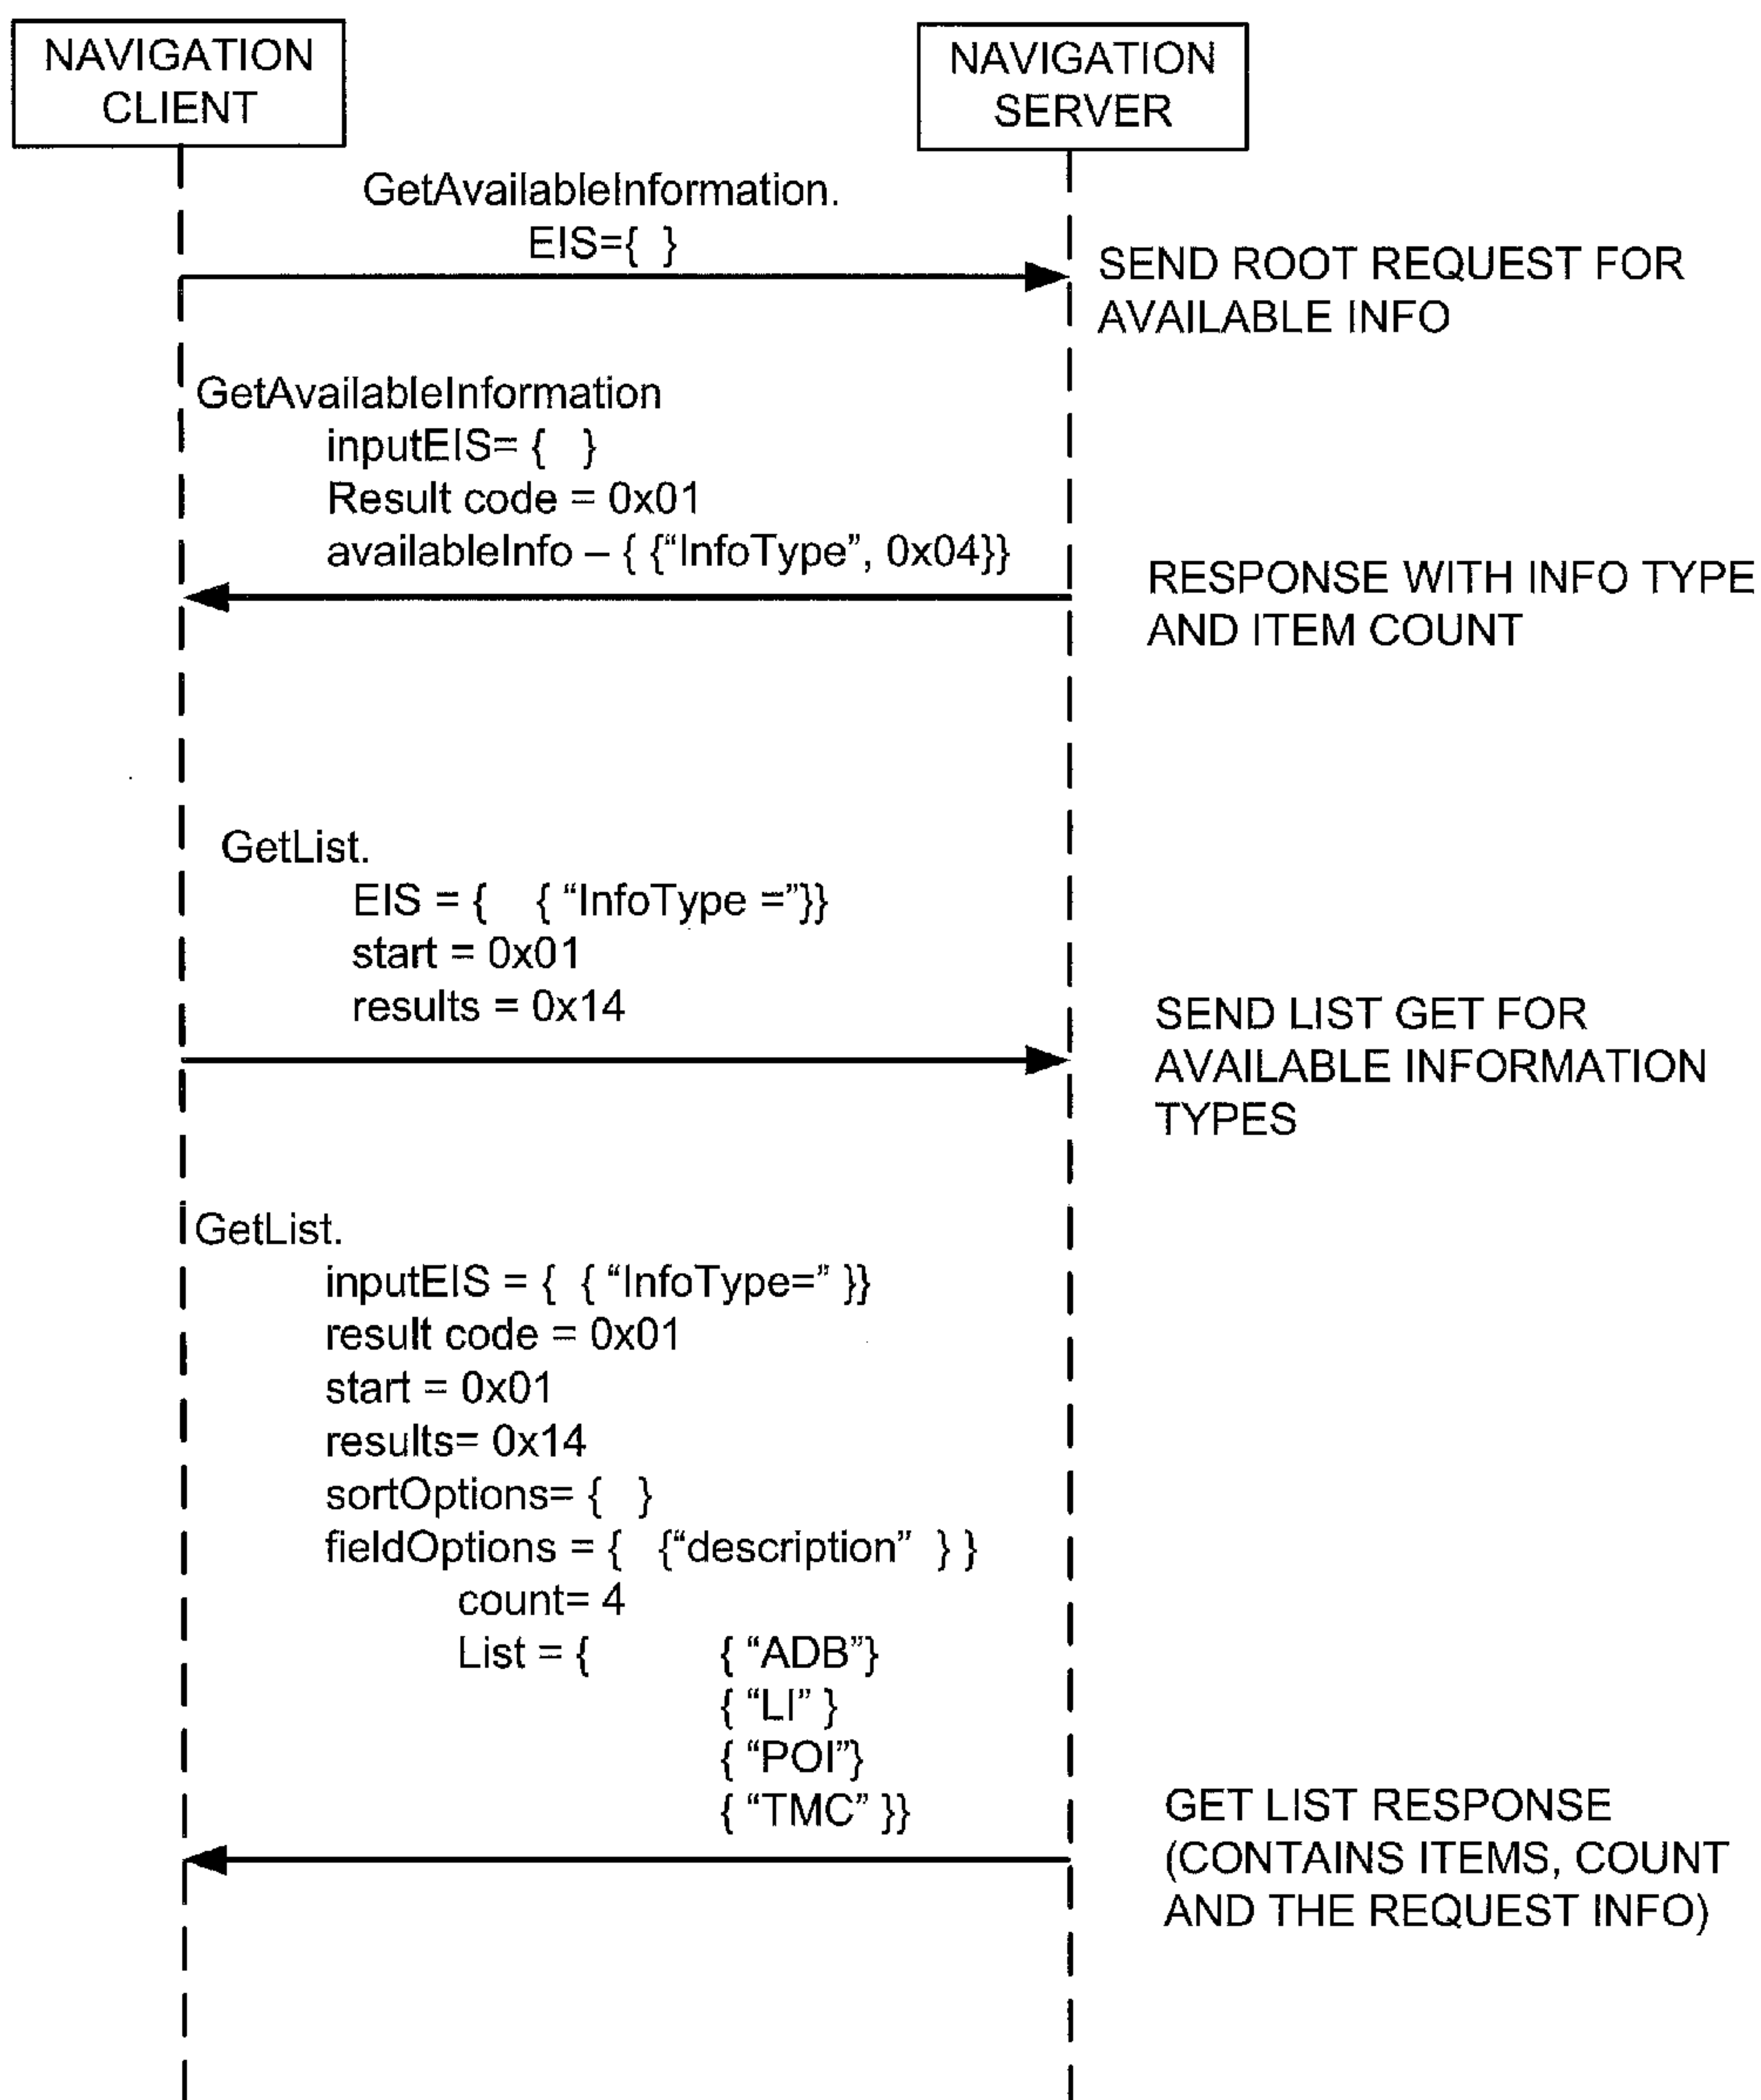 NAVIGATION
CLIENT
NAVIGATION
SERVER
GetAvailableInformation.
EIS={  }
SEND ROOT REQUEST FOR
AVAILABLE INFO
GetAvailableInformation
inputEIS= {  }
Result code = 0x01
availableInfo – { {“InfoType”, 0x04}}
RESPONSE WITH INFO TYPE
AND ITEM COUNT
GetList.
EIS = {  { “InfoType =”}}
start = 0x01
results = 0x14
SEND LIST GET FOR
AVAILABLE INFORMATION
TYPES
GetList.
inputEIS = {  { “InfoType=” }}
result code = 0x01
start = 0x01
results= 0x14
sortOptions= {  }
fieldOptions = {  {“description”  } }
count= 4
List = {  { “ADB”}
{ “LI” }
{ “POI”}
{ “TMC” }}
GET LIST RESPONSE
(CONTAINS ITEMS, COUNT
AND THE REQUEST INFO)